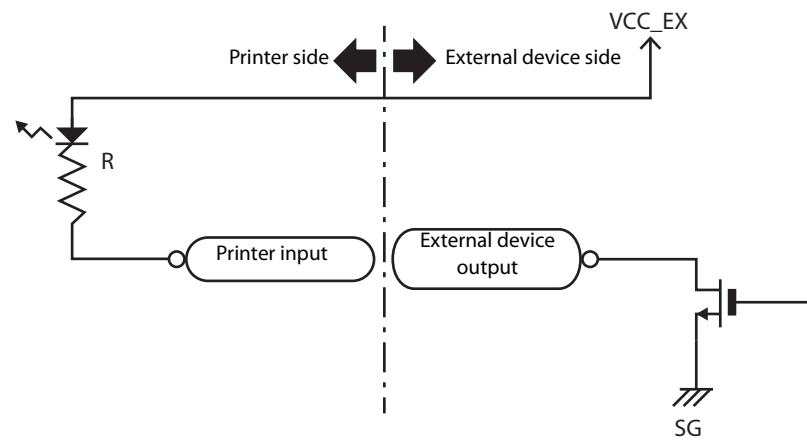 VCC_EX
Printer side
External device side
R
Printer input
External device
output
SG